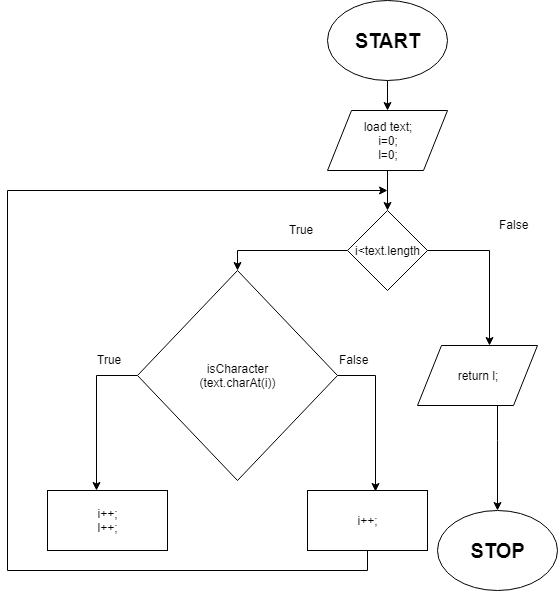 START
load text;
i=0;
l=0;
True
False
i<text.length
True
isCharacter
(text.charAt(i))
False
return l;
i++;
l++;
i++;
STOP